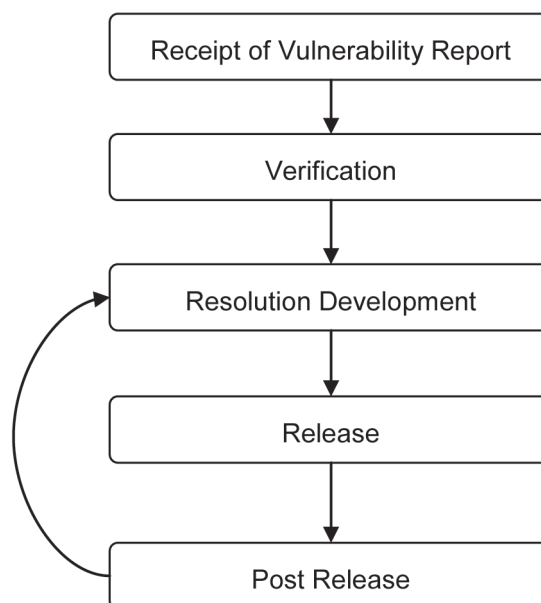 Receipt of Vulnerability Report
Verification
Resolution Development
Release
Post Release